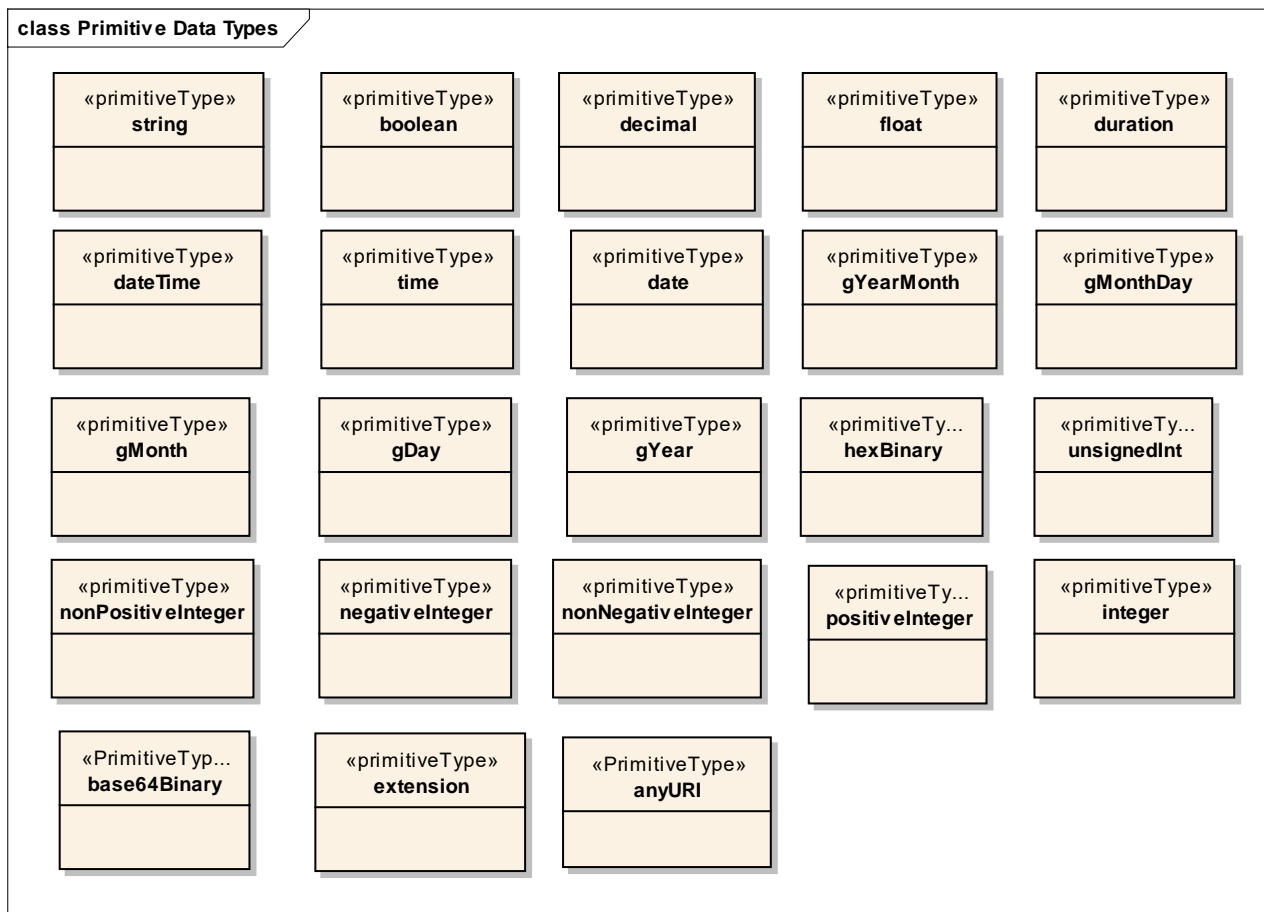 class Primitive Data Types
«primitiveType»
string
«primitiveType»
boolean
«primitiveType»
decimal
«primitiveType»
float
«primitiveType»
duration
«primitiveType»
dateTime
«primitiveType»
time
«primitiveType»
date
«primitiveType»
gYearMonth
«primitiveType»
gMonthDay
«primitiveType»
gMonth
«primitiveType»
gDay
«primitiveType»
gYear
«primitiveTy...
hexBinary
«primitiveTy...
unsignedInt
«primitiveType»
nonPositiveInteger
«primitiveType»
negativeInteger
«primitiveType»
nonNegativeInteger
«primitiveTy...
positiveInteger
«primitiveType»
integer
«PrimitiveTyp...
base64Binary
«primitiveType»
extension
«PrimitiveType»
anyURI